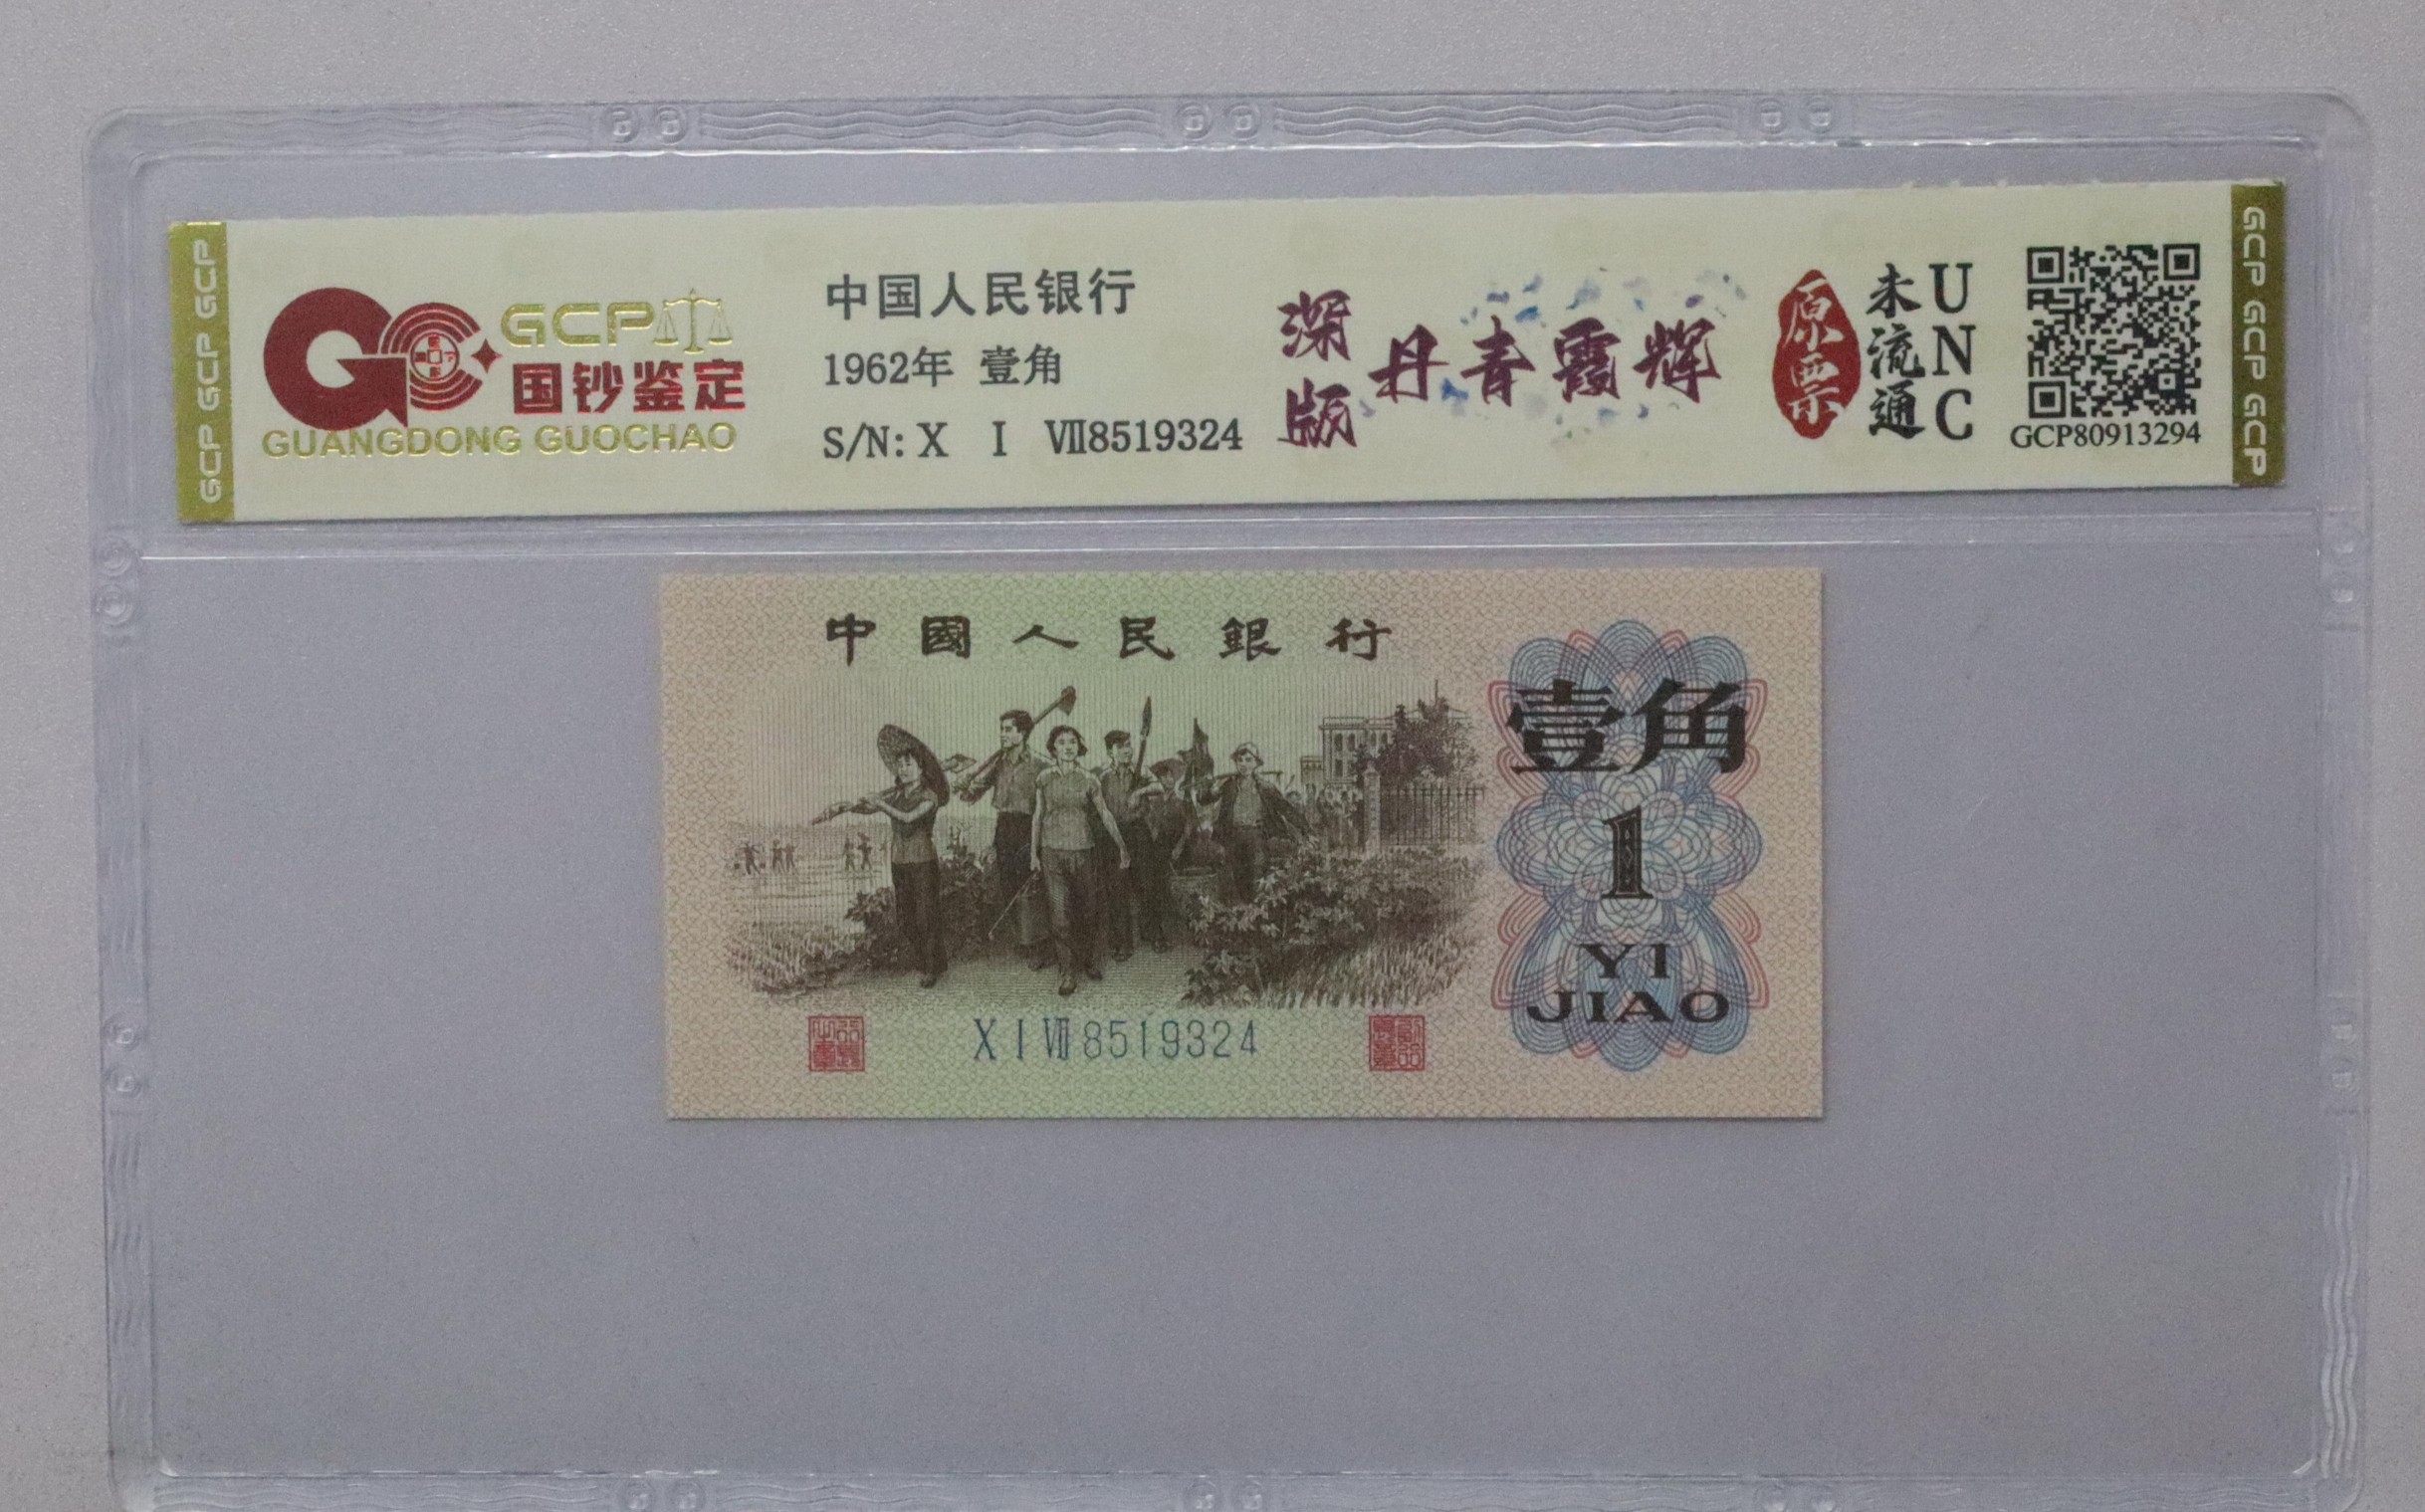 GCP GCP GCP
GCP
国钞鉴定
GUANGDONG GUOCHAO
中国人民银行
1962年 壹角
S/N: X I Ⅶ8519324
深版
丹青霞辉
原票
未流通
UNC
GCP80913294
GCP GCP GCP GCP
中國人民銀行
壹角
1
YI
JIAO
X I Ⅶ 8519324